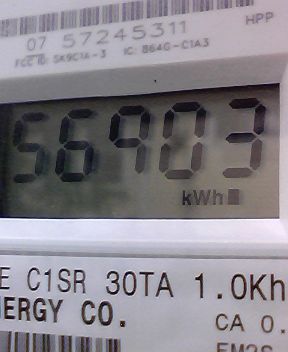 07 57245311
HPP
FCC ID: SK9C1A-3 IC: 864G-C1A3
56903
kWh
E C1SR 30TA 1.0Kh
ERGY CO.
CA 0.